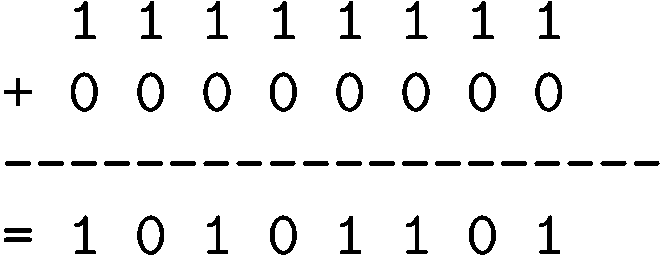 1 1 1 1 1 1 1 1
+ 0 0 0 0 0 0 0 0
--------------------
= 1 0 1 0 1 1 0 1